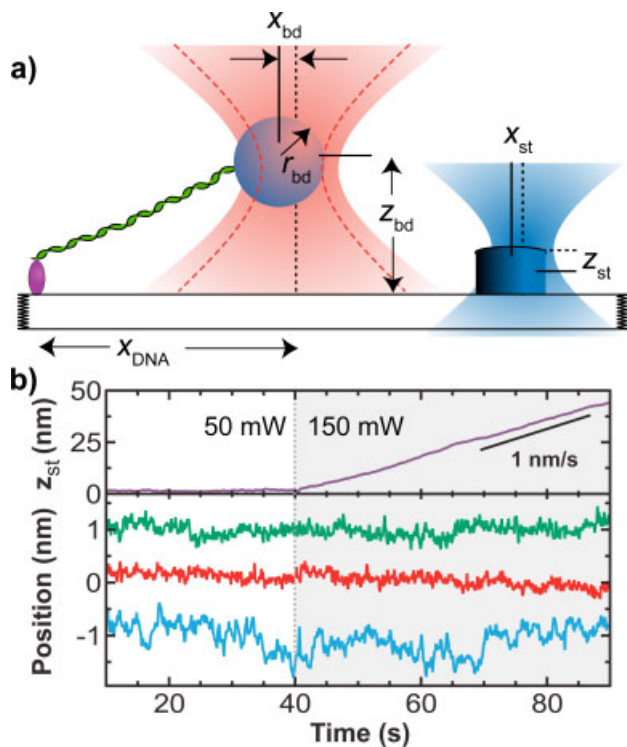 a)
x_bd
r_bd
z_bd
x_st
z_st
x_DNA
b)
z_st (nm)
50
25
0
50 mW
150 mW
1 nm/s
Position (nm)
1
0
-1
20
40
60
80
Time (s)